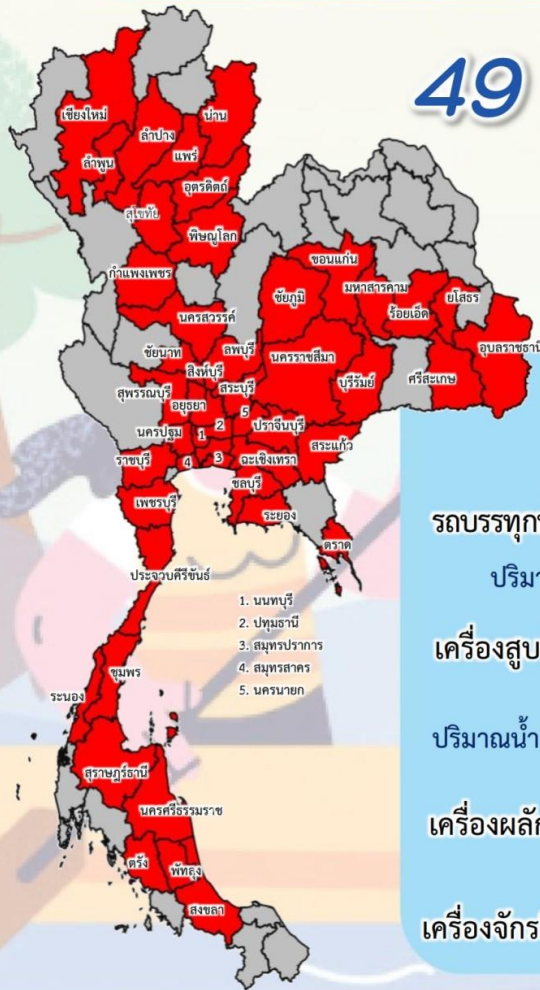 49
เชียงใหม่
ลำปาง
น่าน
ลำพูน
แพร่
อุตรดิตถ์
สุโขทัย
พิษณุโลก
กำแพงเพชร
ขอนแก่น
ชัยภูมิ
มหาสารคาม
ยโสธร
ร้อยเอ็ด
นครสวรรค์
อุบลราชธานี
ชัยนาท
ลพบุรี
นครราชสีมา
สิงห์บุรี
บุรีรัมย์
ศรีสะเกษ
สุพรรณบุรี
สระบุรี
อยุธยา
5
นครปฐม
1
2
ปราจีนบุรี
สระแก้ว
ราชบุรี
4
3
ฉะเชิงเทรา
ชลบุรี
เพชรบุรี
ระยอง
ตราด
ประจวบคีรีขันธ์
1. นนทบุรี
2. ปทุมธานี
3. สมุทรปราการ
4. สมุทรสาคร
5. นครนายก
ระนอง
ชุมพร
สุราษฎร์ธานี
นครศรีธรรมราช
ตรัง
พัทลุง
สงขลา
รถบรรทุก
ปริมา
เครื่องสูบ
ปริมาณน้ำ
เครื่องผลัก
เครื่องจักร